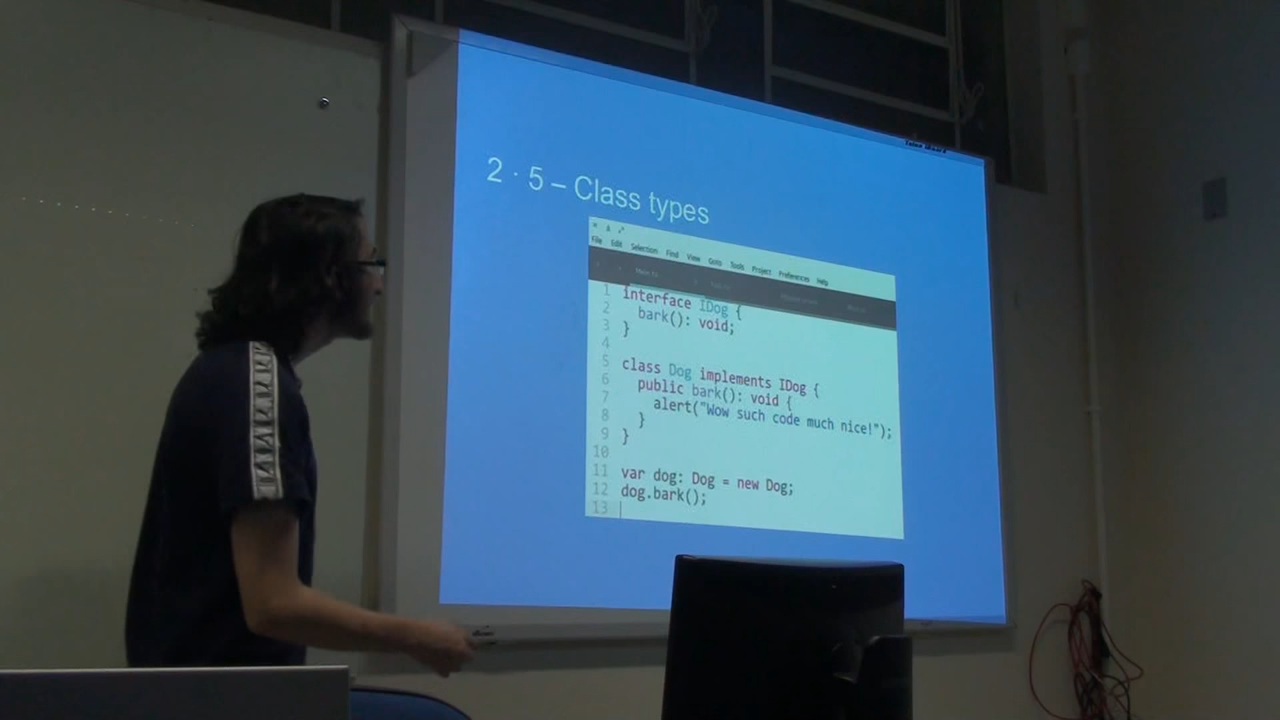 2 · 5 – Class types
File Edit Selection Find View Goto Tools Project Preferences Help
1 interface IDog {
2   bark(): void;
3 }
4
5 class Dog implements IDog {
6   public bark(): void {
7     alert("Wow such code much nice!");
8   }
9 }
10
11 var dog: Dog = new Dog;
12 dog.bark();
13